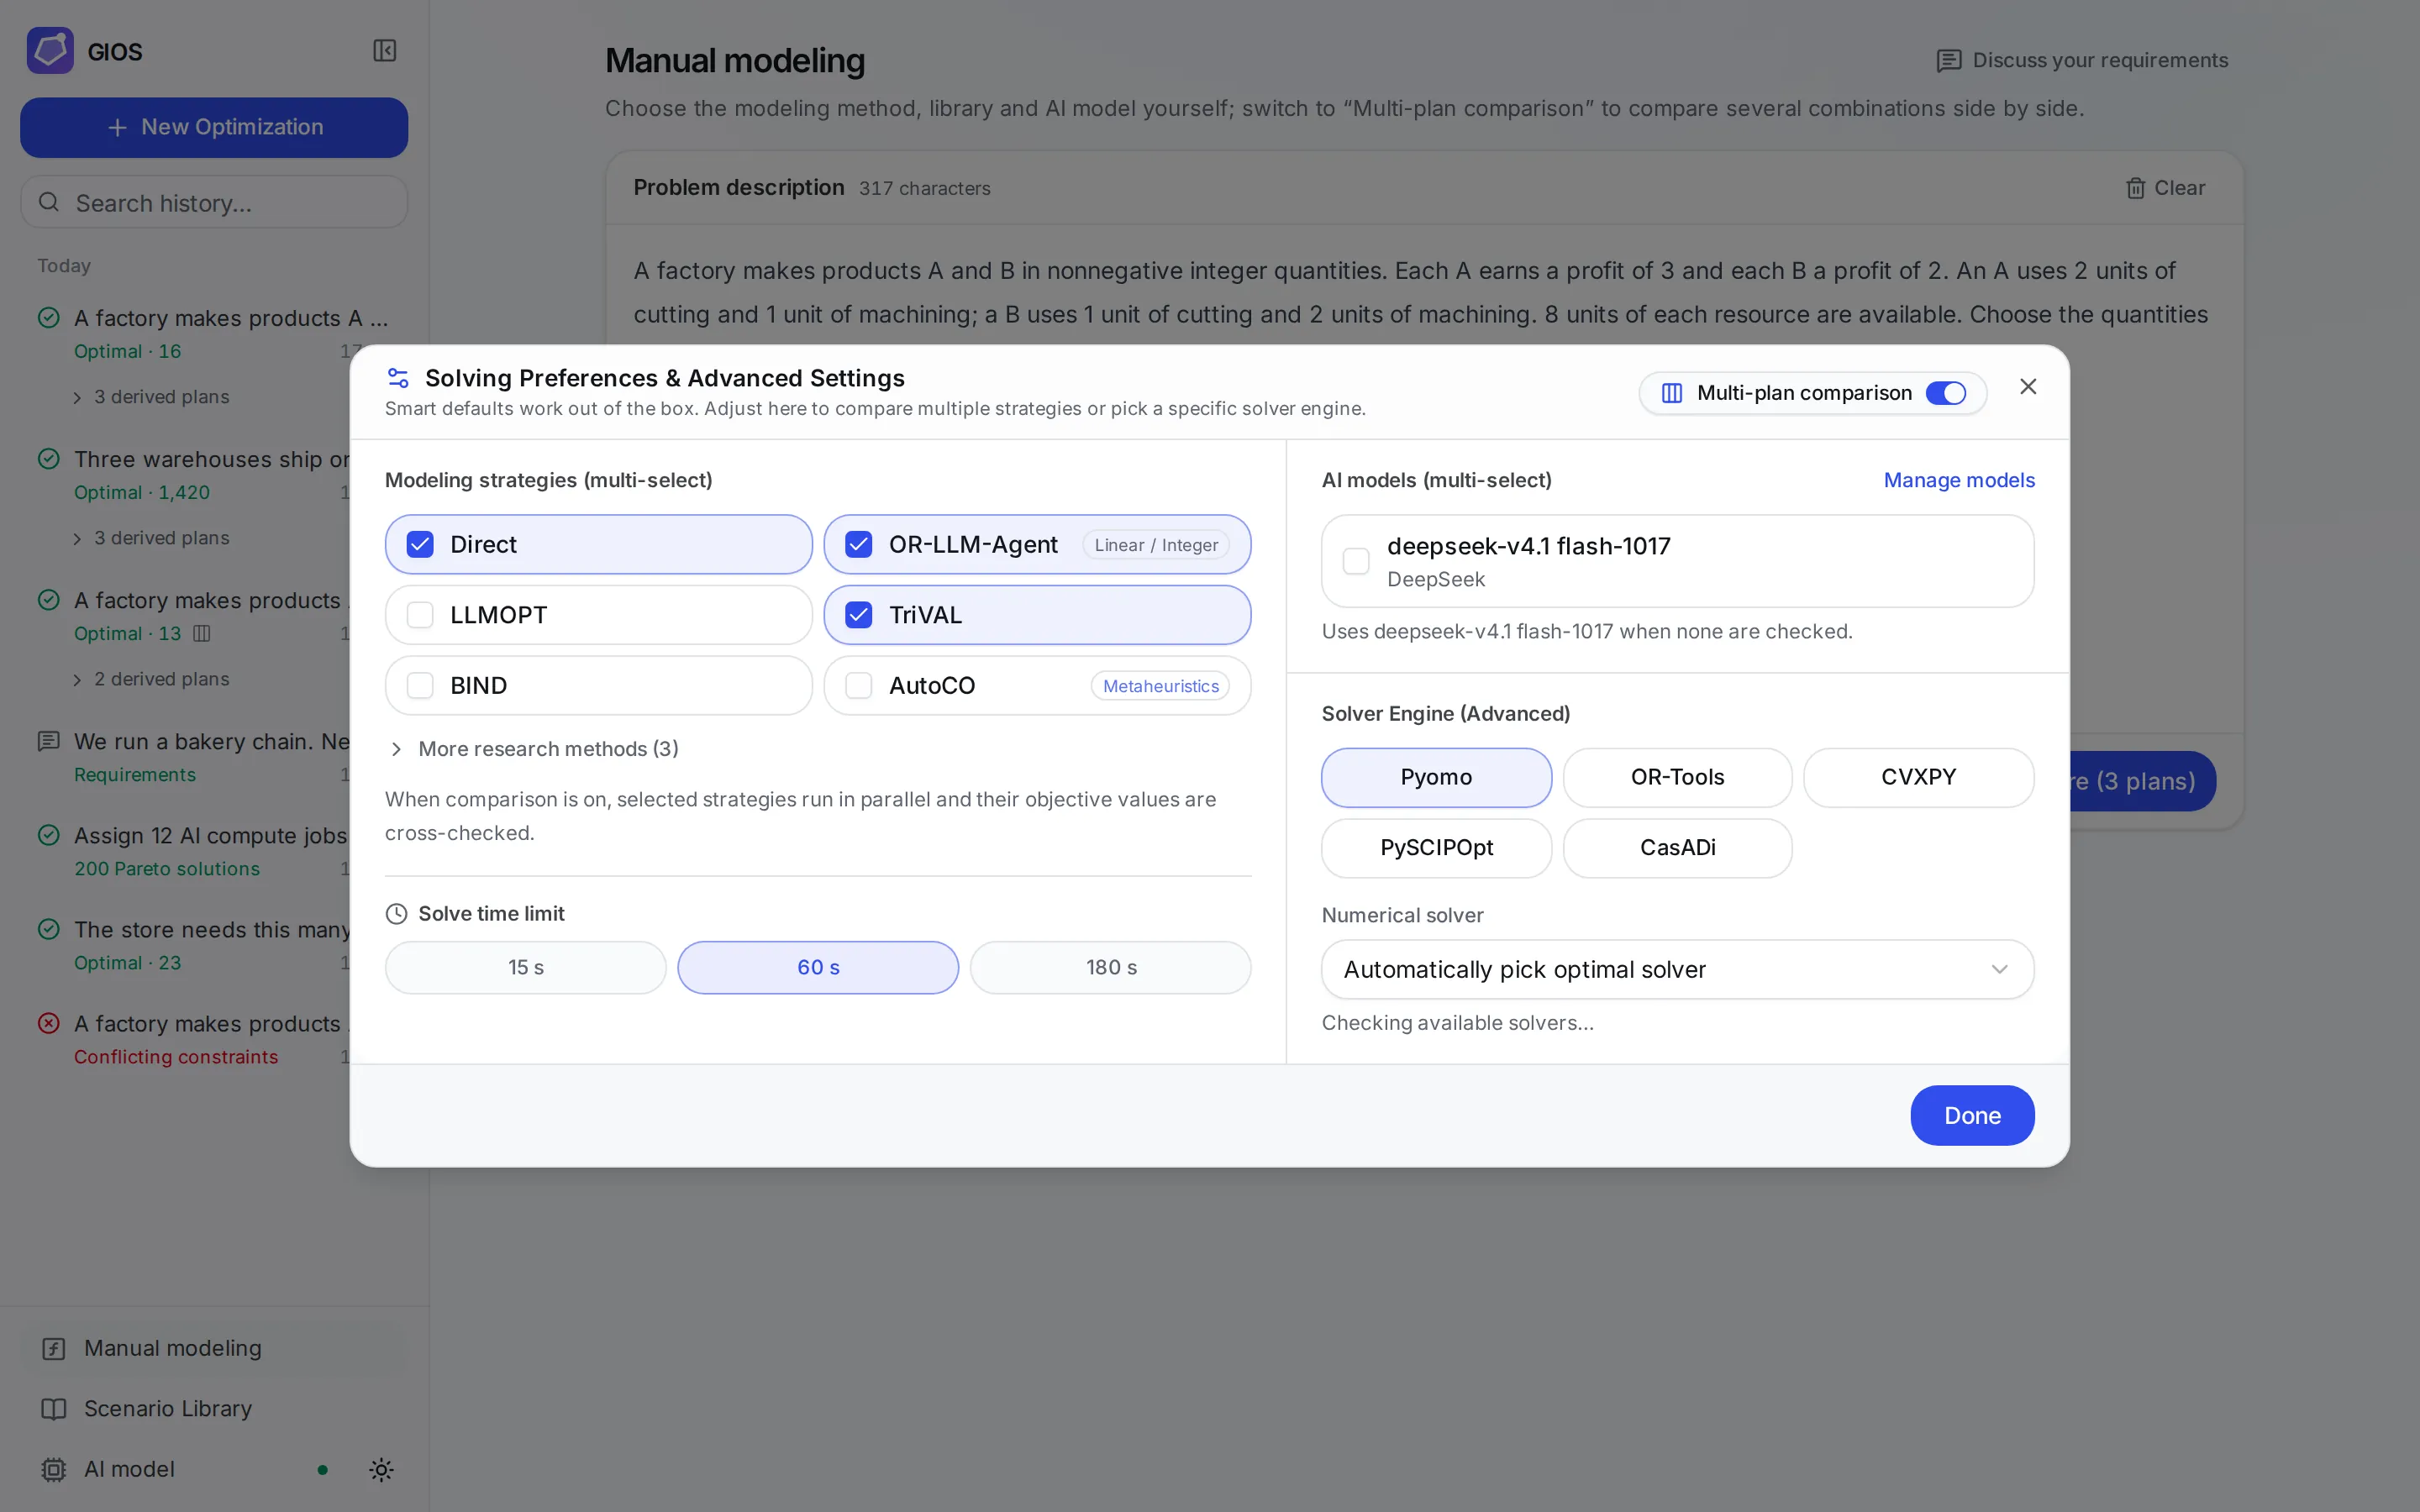 GIOS
New Optimization
Search history...
Today
A factory makes products A ...
Optimal · 16
3 derived plans
Three warehouses ship or
Optimal · 1,420
3 derived plans
A factory makes products
Optimal · 13
2 derived plans
We run a bakery chain. Ne
Requirements
Assign 12 AI compute jobs
200 Pareto solutions
The store needs this many
Optimal · 23
A factory makes products
Conflicting constraints
Manual modeling
Scenario Library
AI model
Manual modeling
Discuss your requirements
Choose the modeling method, library and AI model yourself; switch to “Multi-plan comparison” to compare several combinations side by side.
Problem description 317 characters
Clear
A factory makes products A and B in nonnegative integer quantities. Each A earns a profit of 3 and each B a profit of 2. An A uses 2 units of
cutting and 1 unit of machining; a B uses 1 unit of cutting and 2 units of machining. 8 units of each resource are available. Choose the quantities
re (3 plans)
Solving Preferences & Advanced Settings
Smart defaults work out of the box. Adjust here to compare multiple strategies or pick a specific solver engine.
Multi-plan comparison
Modeling strategies (multi-select)
Direct
OR-LLM-Agent Linear / Integer
LLMOPT
TriVAL
BIND
AutoCO Metaheuristics
More research methods (3)
When comparison is on, selected strategies run in parallel and their objective values are
cross-checked.
Solve time limit
15 s
60 s
180 s
AI models (multi-select)
Manage models
deepseek-v4.1 flash-1017
DeepSeek
Uses deepseek-v4.1 flash-1017 when none are checked.
Solver Engine (Advanced)
Pyomo
OR-Tools
CVXPY
PySCIPOpt
CasADi
Numerical solver
Automatically pick optimal solver
Checking available solvers...
Done